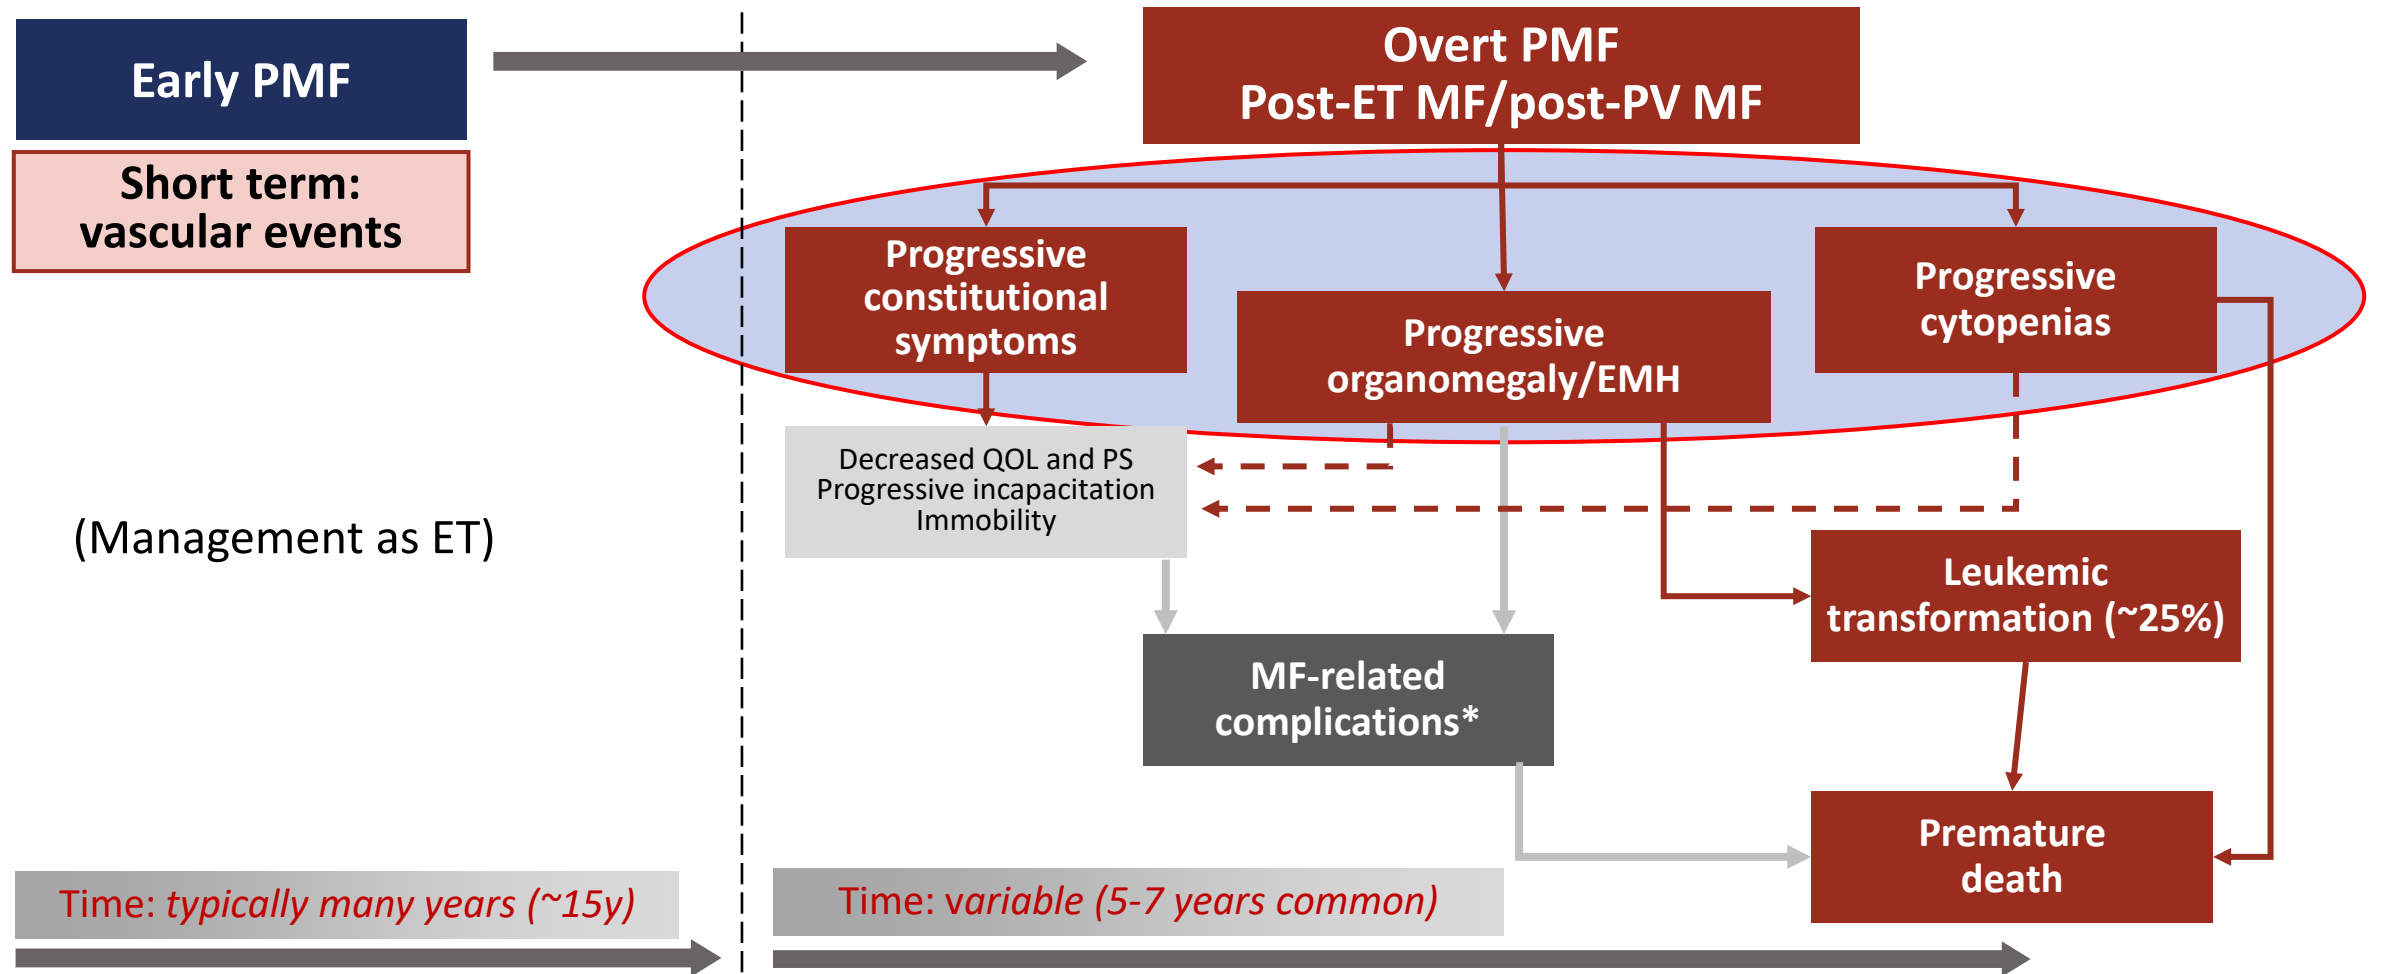 Early PMF
Short term:
vascular events
(Management as ET)
Time: typically many years (~15y)
Overt PMF
Post-ET MF/post-PV MF
Progressive
constitutional
symptoms
Progressive
organomegaly/EMH
Progressive
cytopenias
Decreased QOL and PS
Progressive incapacitation
Immobility
Leukemic
transformation (~25%)
MF-related
complications*
Premature
death
Time: variable (5-7 years common)